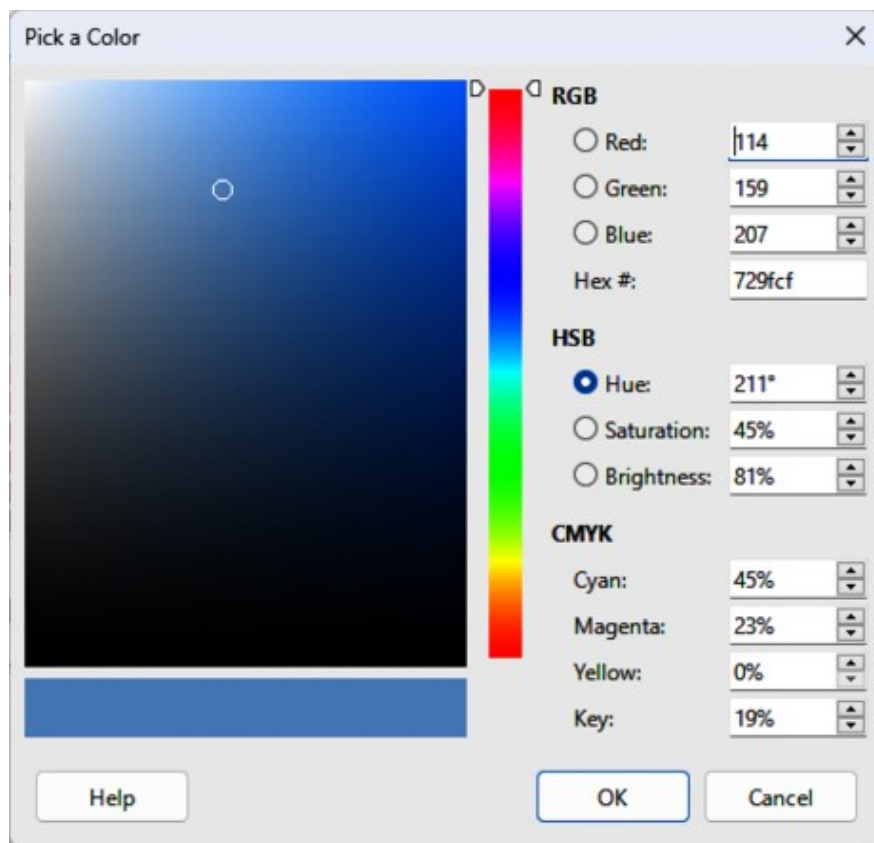 Pick a Color
RGB
Red: 114
Green: 159
Blue: 207
Hex #: 729fcf
HSB
Hue: 211°
Saturation: 45%
Brightness: 81%
CMYK
Cyan: 45%
Magenta: 23%
Yellow: 0%
Key: 19%
Help OK Cancel